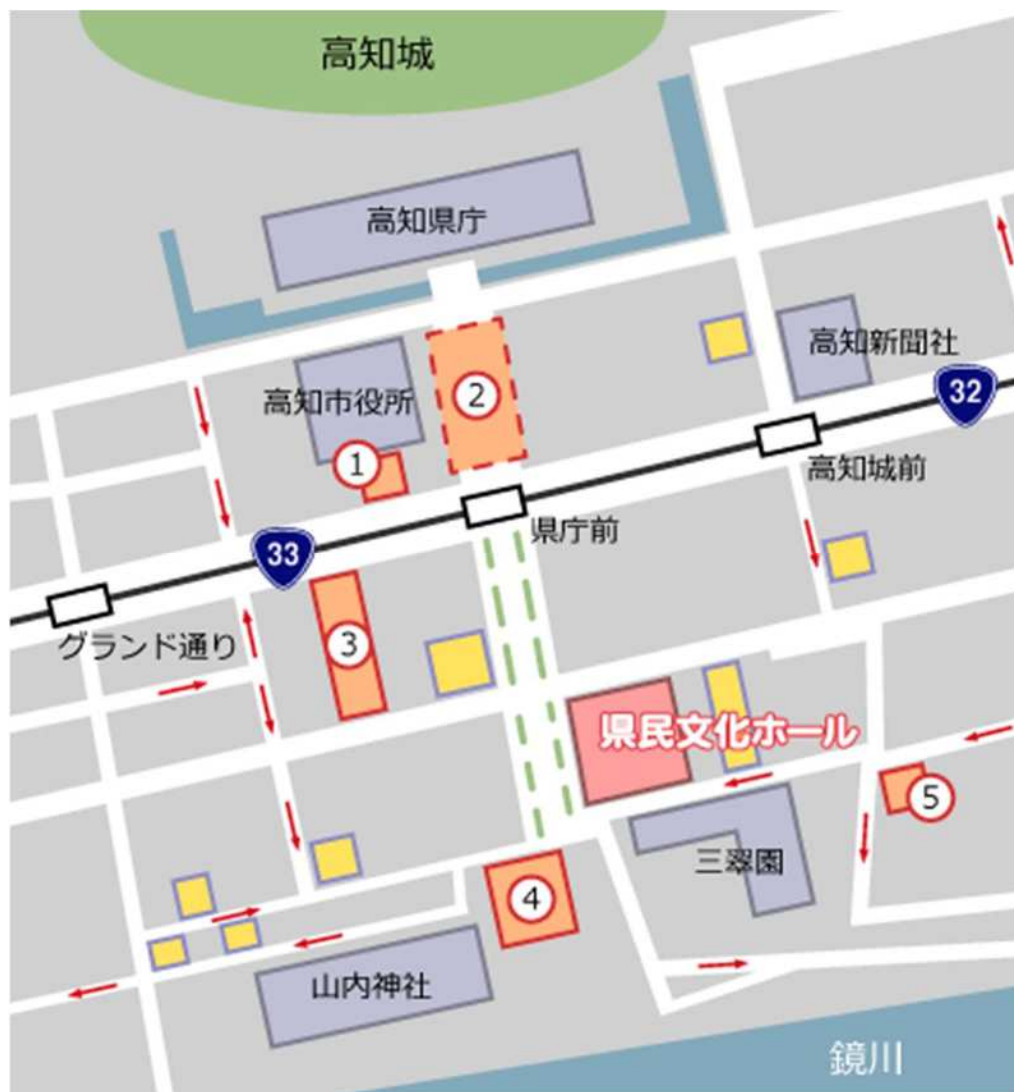 高知城
高知県庁
高知新聞社
高知市役所
②
32
①
高知城前
県庁前
33
グランド通り
③
県民文化ホール
⑤
三翠園
④
山内神社
鏡川